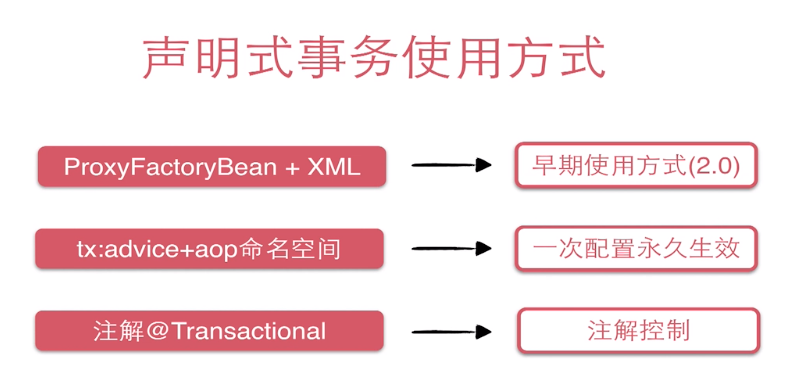 声明式事务使用方式
ProxyFactoryBean + XML
早期使用方式(2.0)
tx:advice+aop命名空间
一次配置永久生效
注解@Transactional
注解控制